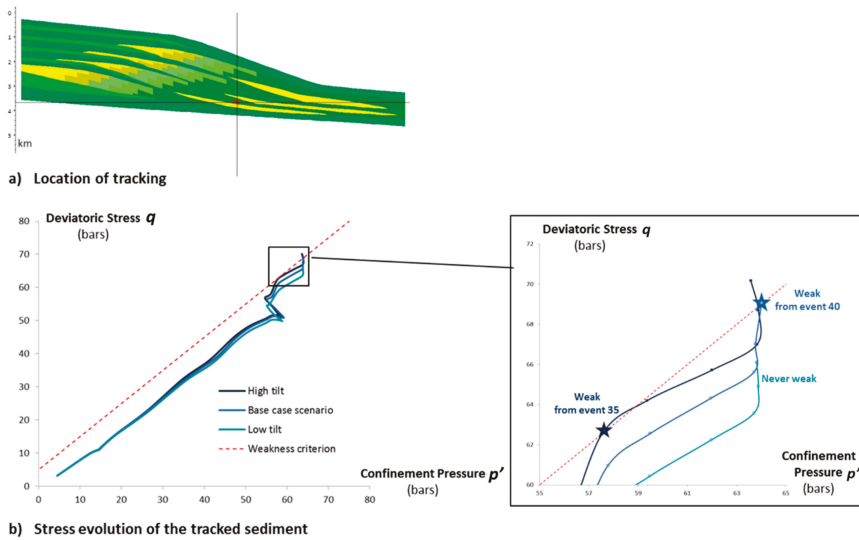 0
1
2
3
4
5
km
a) Location of tracking
Deviatoric Stress q
(bars)
80
70
60
50
40
30
20
10
0
0 10 20 30 40 50 60 70 80
High tilt
Base case scenario
Low tilt
Weakness criterion
Confinement Pressure p'
(bars)
Deviatoric Stress q
(bars)
72
70
68
66
64
62
60
55 57 59 61 63 65
Weak
from event 40
Never weak
Weak
from event 35
Confinement
Pressure p'
(bars)
b) Stress evolution of the tracked sediment